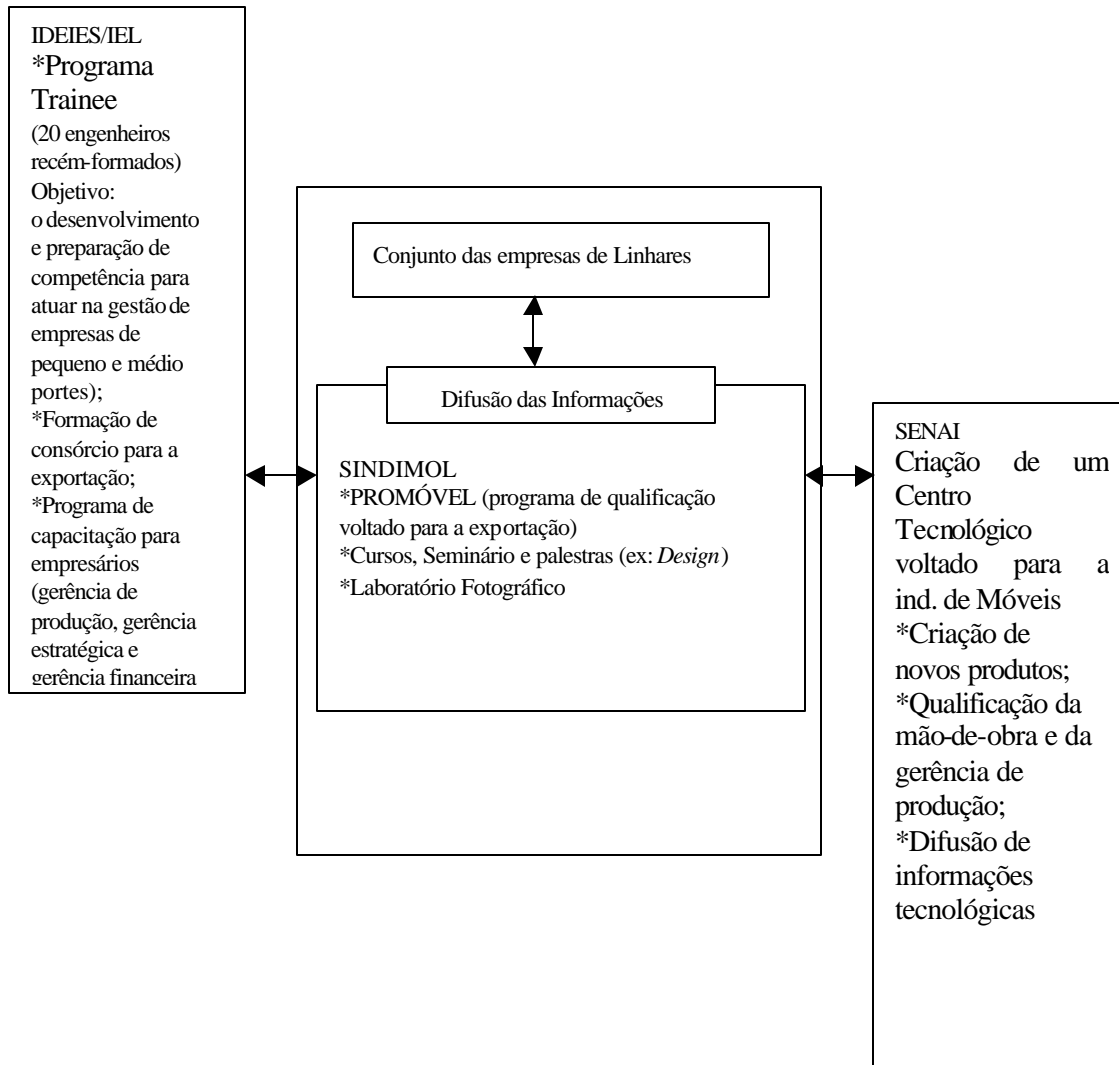 IDEIES/IEL
*Programa
Trainee
(20 engenheiros
recém-formados)
Objetivo:
o desenvolvimento
e preparação de
competência para
atuar na gestão de
empresas de
pequeno e médio
portes);
*Formação de
consórcio para a
exportação;
*Programa de
capacitação para
empresários
(gerência de
produção, gerência
estratégica e
gerência financeira
Conjunto das empresas de Linhares
Difusão das Informações
SINDIMOL
*PROMÓVEL (programa de qualificação
voltado para a exportação)
*Cursos, Seminário e palestras (ex: Design)
*Laboratório Fotográfico
SENAI
Criação de um
Centro
Tecnológico
voltado para a
ind. de Móveis
*Criação de
novos produtos;
*Qualificação da
mão-de-obra e da
gerência de
produção;
*Difusão de
informações
tecnológicas